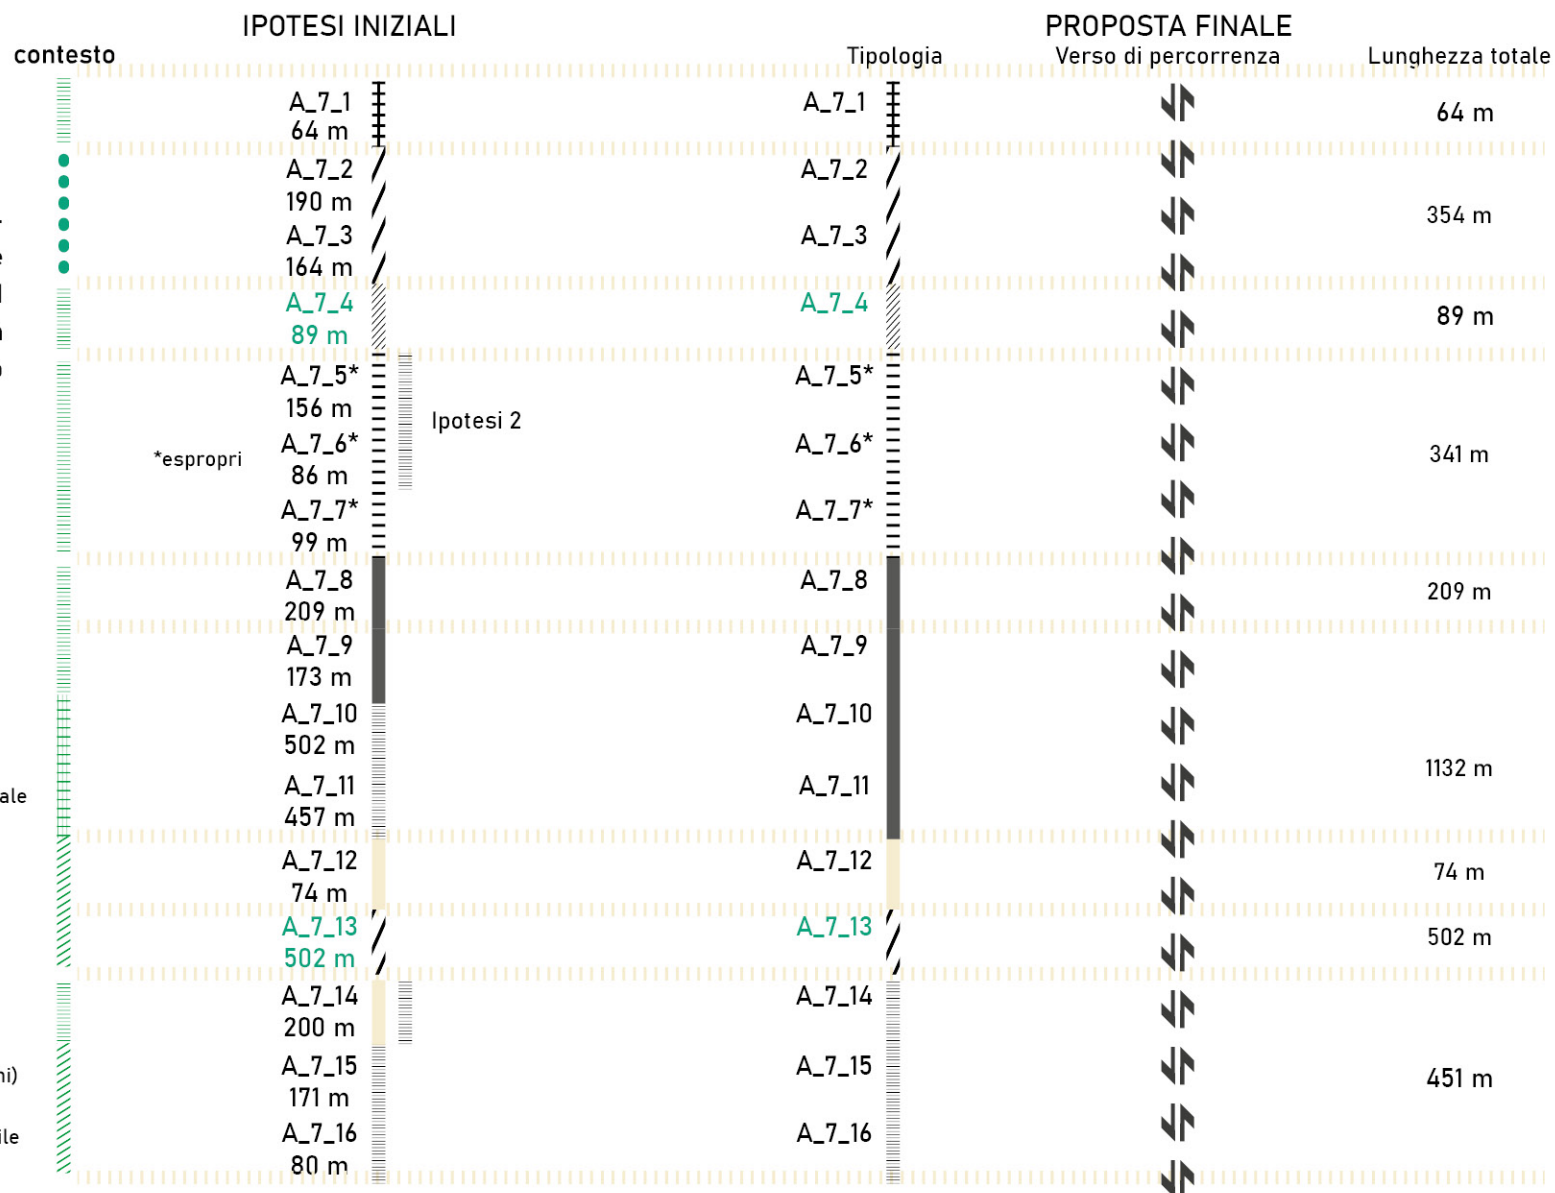 IPOTESI INIZIALI
PROPOSTA FINALE
contesto
Tipologia
Verso di percorrenza
Lunghezza totale
A_7_1
64 m
A_7_1
64 m
A_7_2
190 m
A_7_3
164 m
A_7_2
A_7_3
354 m
A_7_4
89 m
A_7_4
89 m
A_7_5*
156 m
A_7_6*
86 m
A_7_7*
99 m
*espropri
Ipotesi 2
A_7_5*
A_7_6*
A_7_7*
341 m
A_7_8
209 m
A_7_8
209 m
A_7_9
173 m
A_7_10
502 m
A_7_11
457 m
ale
A_7_9
A_7_10
A_7_11
1132 m
A_7_12
74 m
A_7_12
74 m
A_7_13
502 m
A_7_13
502 m
A_7_14
200 m
A_7_15
171 m
A_7_16
80 m
ni)
ile
A_7_14
A_7_15
A_7_16
451 m